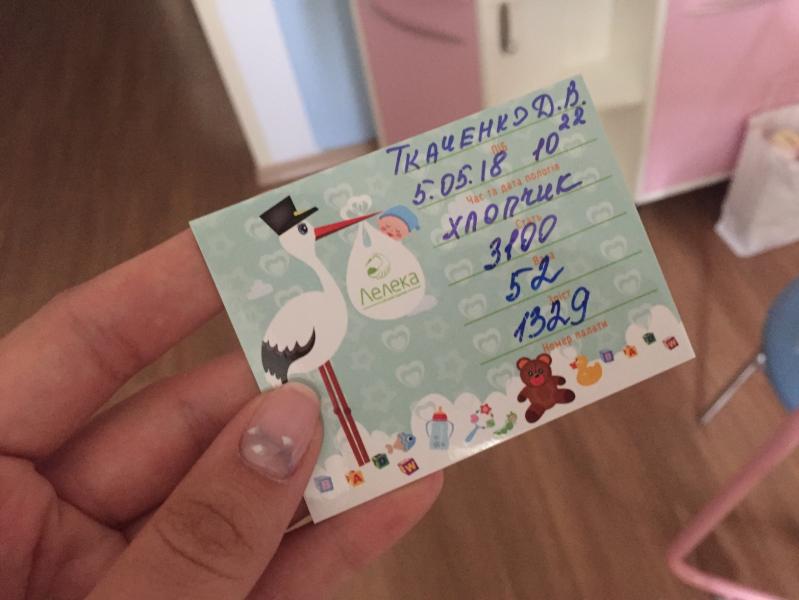 Ткаченко Д.В.
ПІБ
5.05.18 10 22
Час та дата пологів
хлопчик
Стать
3100
Вага
52
Зріст
1329
Номер палати
Лелека